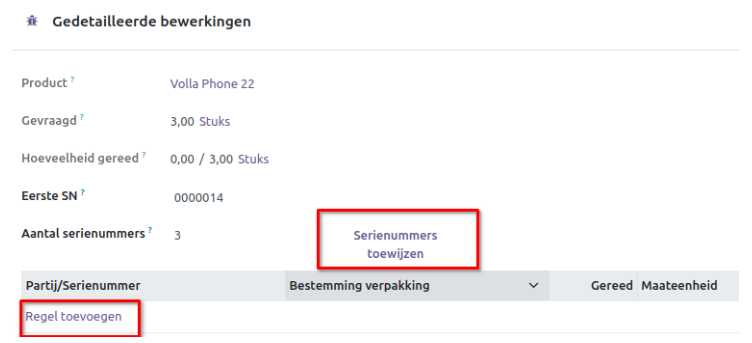 Gedetailleerde bewerkingen
Product ? Volla Phone 22
Gevraagd ? 3,00 Stuks
Hoeveelheid gereed ? 0,00 / 3,00 Stuks
Eerste SN ? 0000014
Aantal serienummers ? 3 Serienummers
toewijzen
Partij/Serienummer Bestemming verpakking Gereed Maateenheid
Regel toevoegen